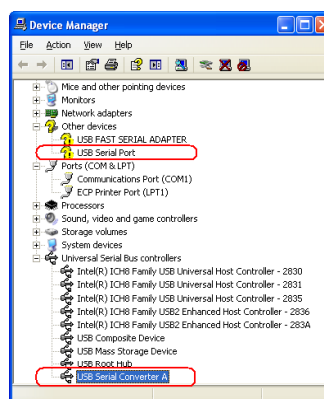 Device Manager
File Action View Help
Mice and other pointing devices
Monitors
Network adapters
Other devices
USB FAST SERIAL ADAPTER
USB Serial Port
Ports (COM & LPT)
Communications Port (COM1)
ECP Printer Port (LPT1)
Processors
Sound, video and game controllers
Storage volumes
System devices
Universal Serial Bus controllers
Intel(R) ICH8 Family USB Universal Host Controller - 2830
Intel(R) ICH8 Family USB Universal Host Controller - 2831
Intel(R) ICH8 Family USB Universal Host Controller - 2835
Intel(R) ICH8 Family USB2 Enhanced Host Controller - 2836
Intel(R) ICH8 Family USB2 Enhanced Host Controller - 283A
USB Composite Device
USB Mass Storage Device
USB Root Hub
USB Serial Converter A